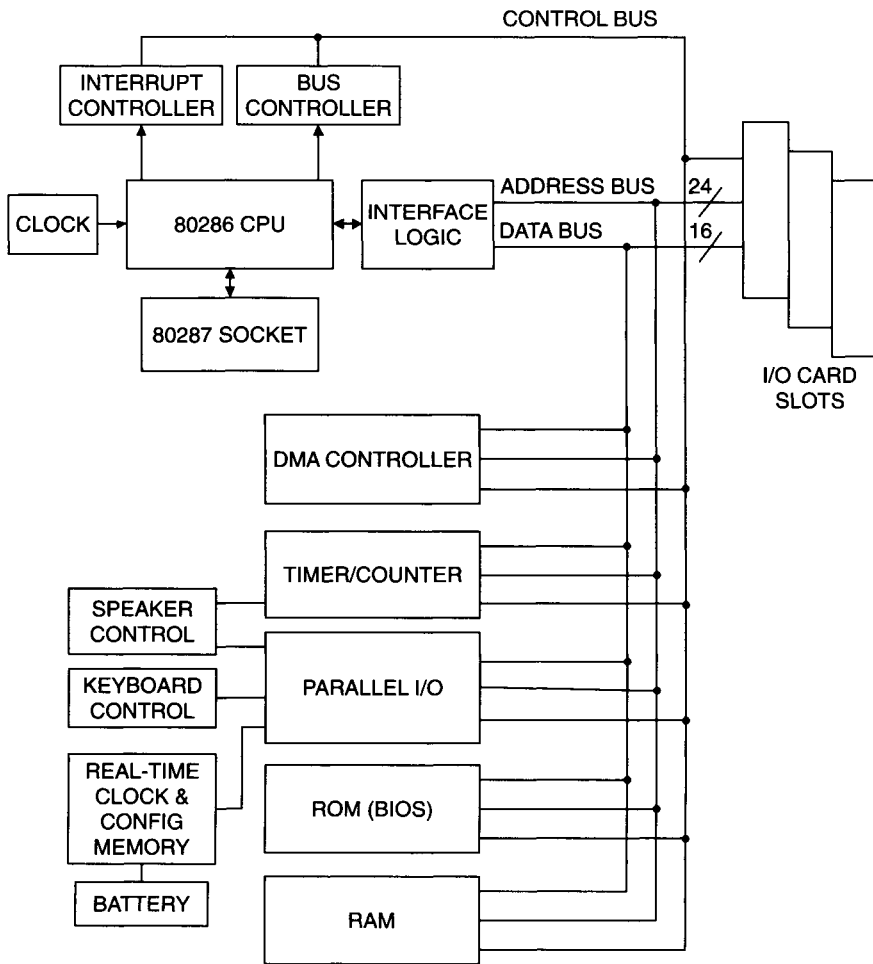 CONTROL BUS
INTERRUPT
CONTROLLER
BUS
CONTROLLER
CLOCK
80286 CPU
INTERFACE
LOGIC
ADDRESS BUS
24
DATA BUS
16
80287 SOCKET
I/O CARD
SLOTS
DMA CONTROLLER
TIMER/COUNTER
SPEAKER
CONTROL
PARALLEL I/O
KEYBOARD
CONTROL
REAL-TIME
CLOCK &
CONFIG
MEMORY
ROM (BIOS)
BATTERY
RAM